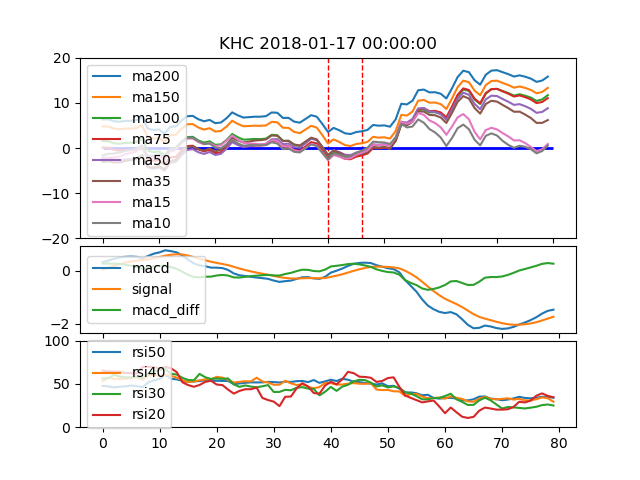 KHC 2018-01-17 00:00:00
20
10
0
−10
−20
ma200
ma150
ma100
ma75
ma50
ma35
ma15
ma10
0
−2
macd
signal
macd_diff
100
50
0
rsi50
rsi40
rsi30
rsi20
0 10 20 30 40 50 60 70 80